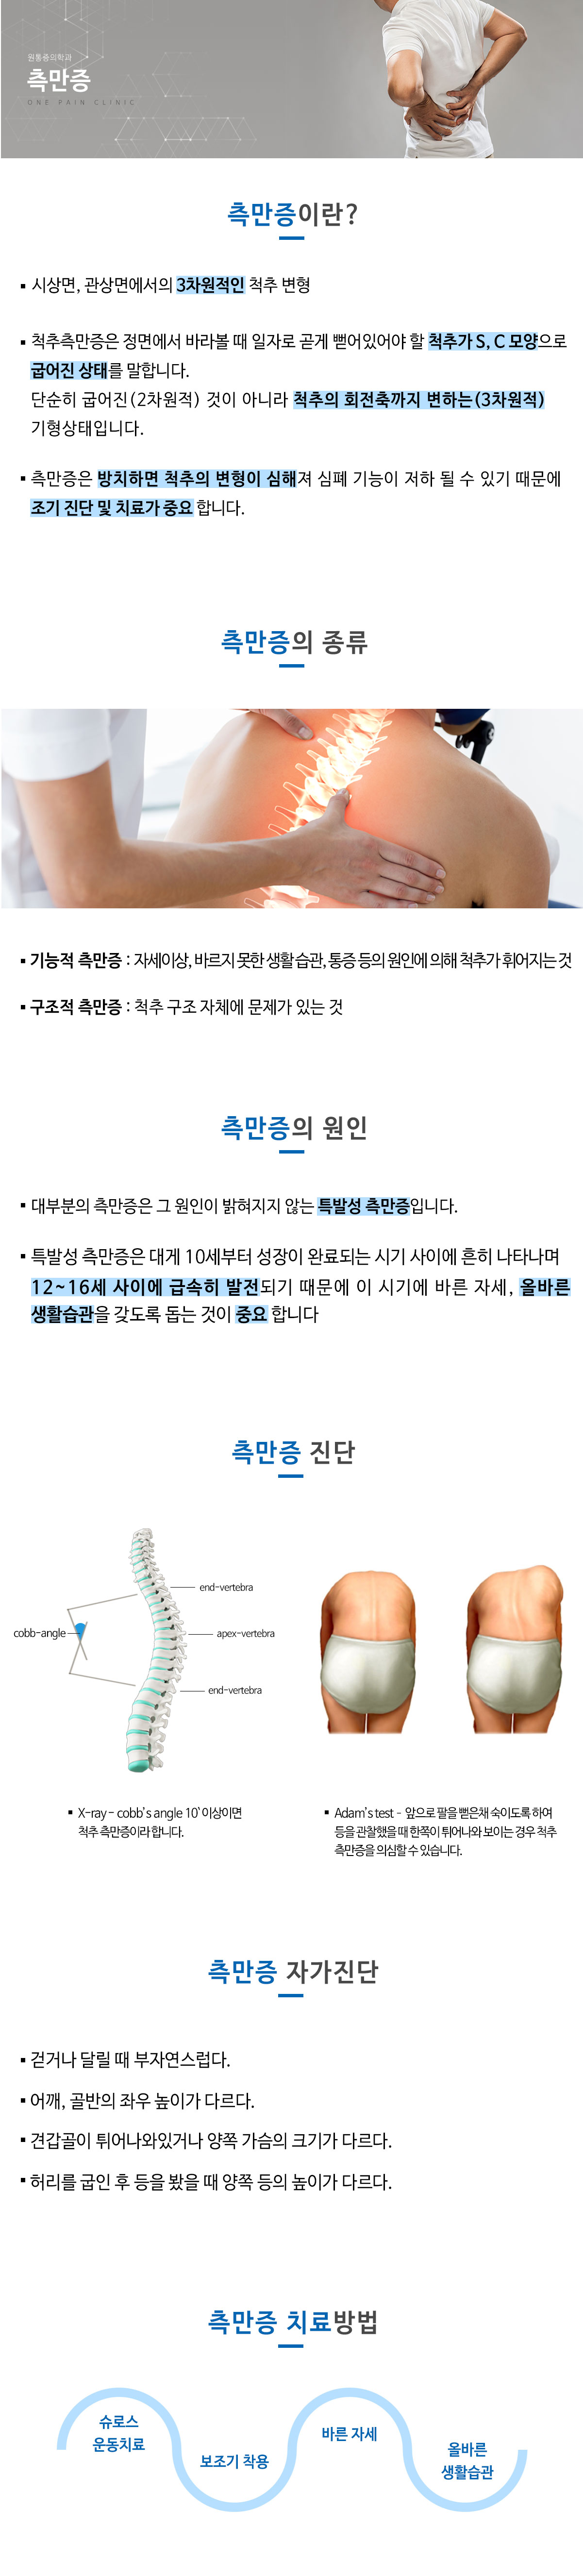 원통증의학과
측만증
ONE PAIN CLINIC
측만증이란?
▪ 시상면, 관상면에서의 3차원적인 척추 변형
▪ 척추측만증은 정면에서 바라볼 때 일자로 곧게 뻗어있어야 할 척추가 S, C 모양으로
굽어진 상태를 말합니다.
단순히 굽어진(2차원적) 것이 아니라 척추의 회전축까지 변하는(3차원적)
기형상태입니다.
▪ 측만증은 방치하면 척추의 변형이 심해져 심폐 기능이 저하 될 수 있기 때문에
조기 진단 및 치료가 중요 합니다.
측만증의 종류
▪ 기능적 측만증 : 자세이상, 바르지 못한 생활 습관, 통증 등의 원인에 의해 척추가 휘어지는 것
▪ 구조적 측만증 : 척추 구조 자체에 문제가 있는 것
측만증의 원인
▪ 대부분의 측만증은 그 원인이 밝혀지지 않는 특발성 측만증입니다.
▪ 특발성 측만증은 대게 10세부터 성장이 완료되는 시기 사이에 흔히 나타나며
12~16세 사이에 급속히 발전되기 때문에 이 시기에 바른 자세, 올바른
생활습관을 갖도록 돕는 것이 중요 합니다
측만증 진단
end-vertebra
cobb-angle
apex-vertebra
end-vertebra
▪ X-ray - cobb's angle 10`이상이면
척추 측만증이라 합니다.
▪ Adam's test - 앞으로 팔을 뻗은채 숙이도록 하여
등을 관찰했을 때 한쪽이 튀어나와 보이는 경우 척추
측만증을 의심할 수 있습니다.
측만증 자가진단
▪ 걷거나 달릴 때 부자연스럽다.
▪ 어깨, 골반의 좌우 높이가 다르다.
▪ 견갑골이 튀어나와있거나 양쪽 가슴의 크기가 다르다.
▪ 허리를 굽인 후 등을 봤을 때 양쪽 등의 높이가 다르다.
측만증 치료방법
슈로스
운동치료
보조기 착용
바른 자세
올바른
생활습관